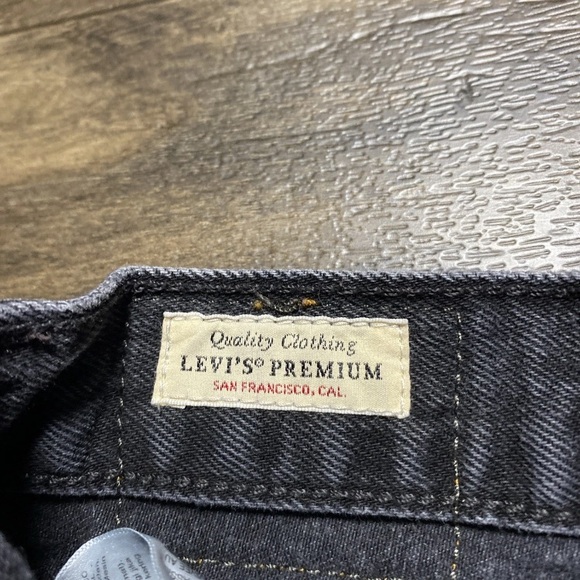 Quality Clothing
LEVI'S® PREMIUM
SAN FRANCISCO, CAL.